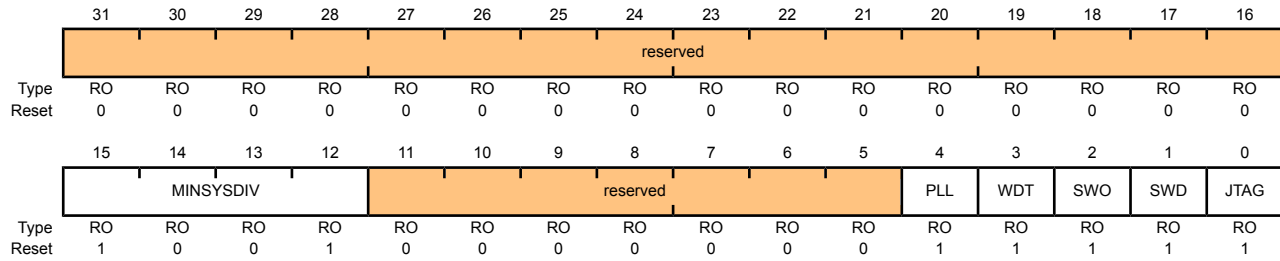 31 30 29 28 27 26 25 24 23 22 21 20 19 18 17 16
reserved
Type RO RO RO RO RO RO RO RO RO RO RO RO RO RO RO RO
Reset 0 0 0 0 0 0 0 0 0 0 0 0 0 0 0 0
15 14 13 12 11 10 9 8 7 6 5 4 3 2 1 0
MINSYSDIV reserved PLL WDT SWO SWD JTAG
Type RO RO RO RO RO RO RO RO RO RO RO RO RO RO RO RO
Reset 1 0 0 1 0 0 0 0 0 0 0 1 1 1 1 1